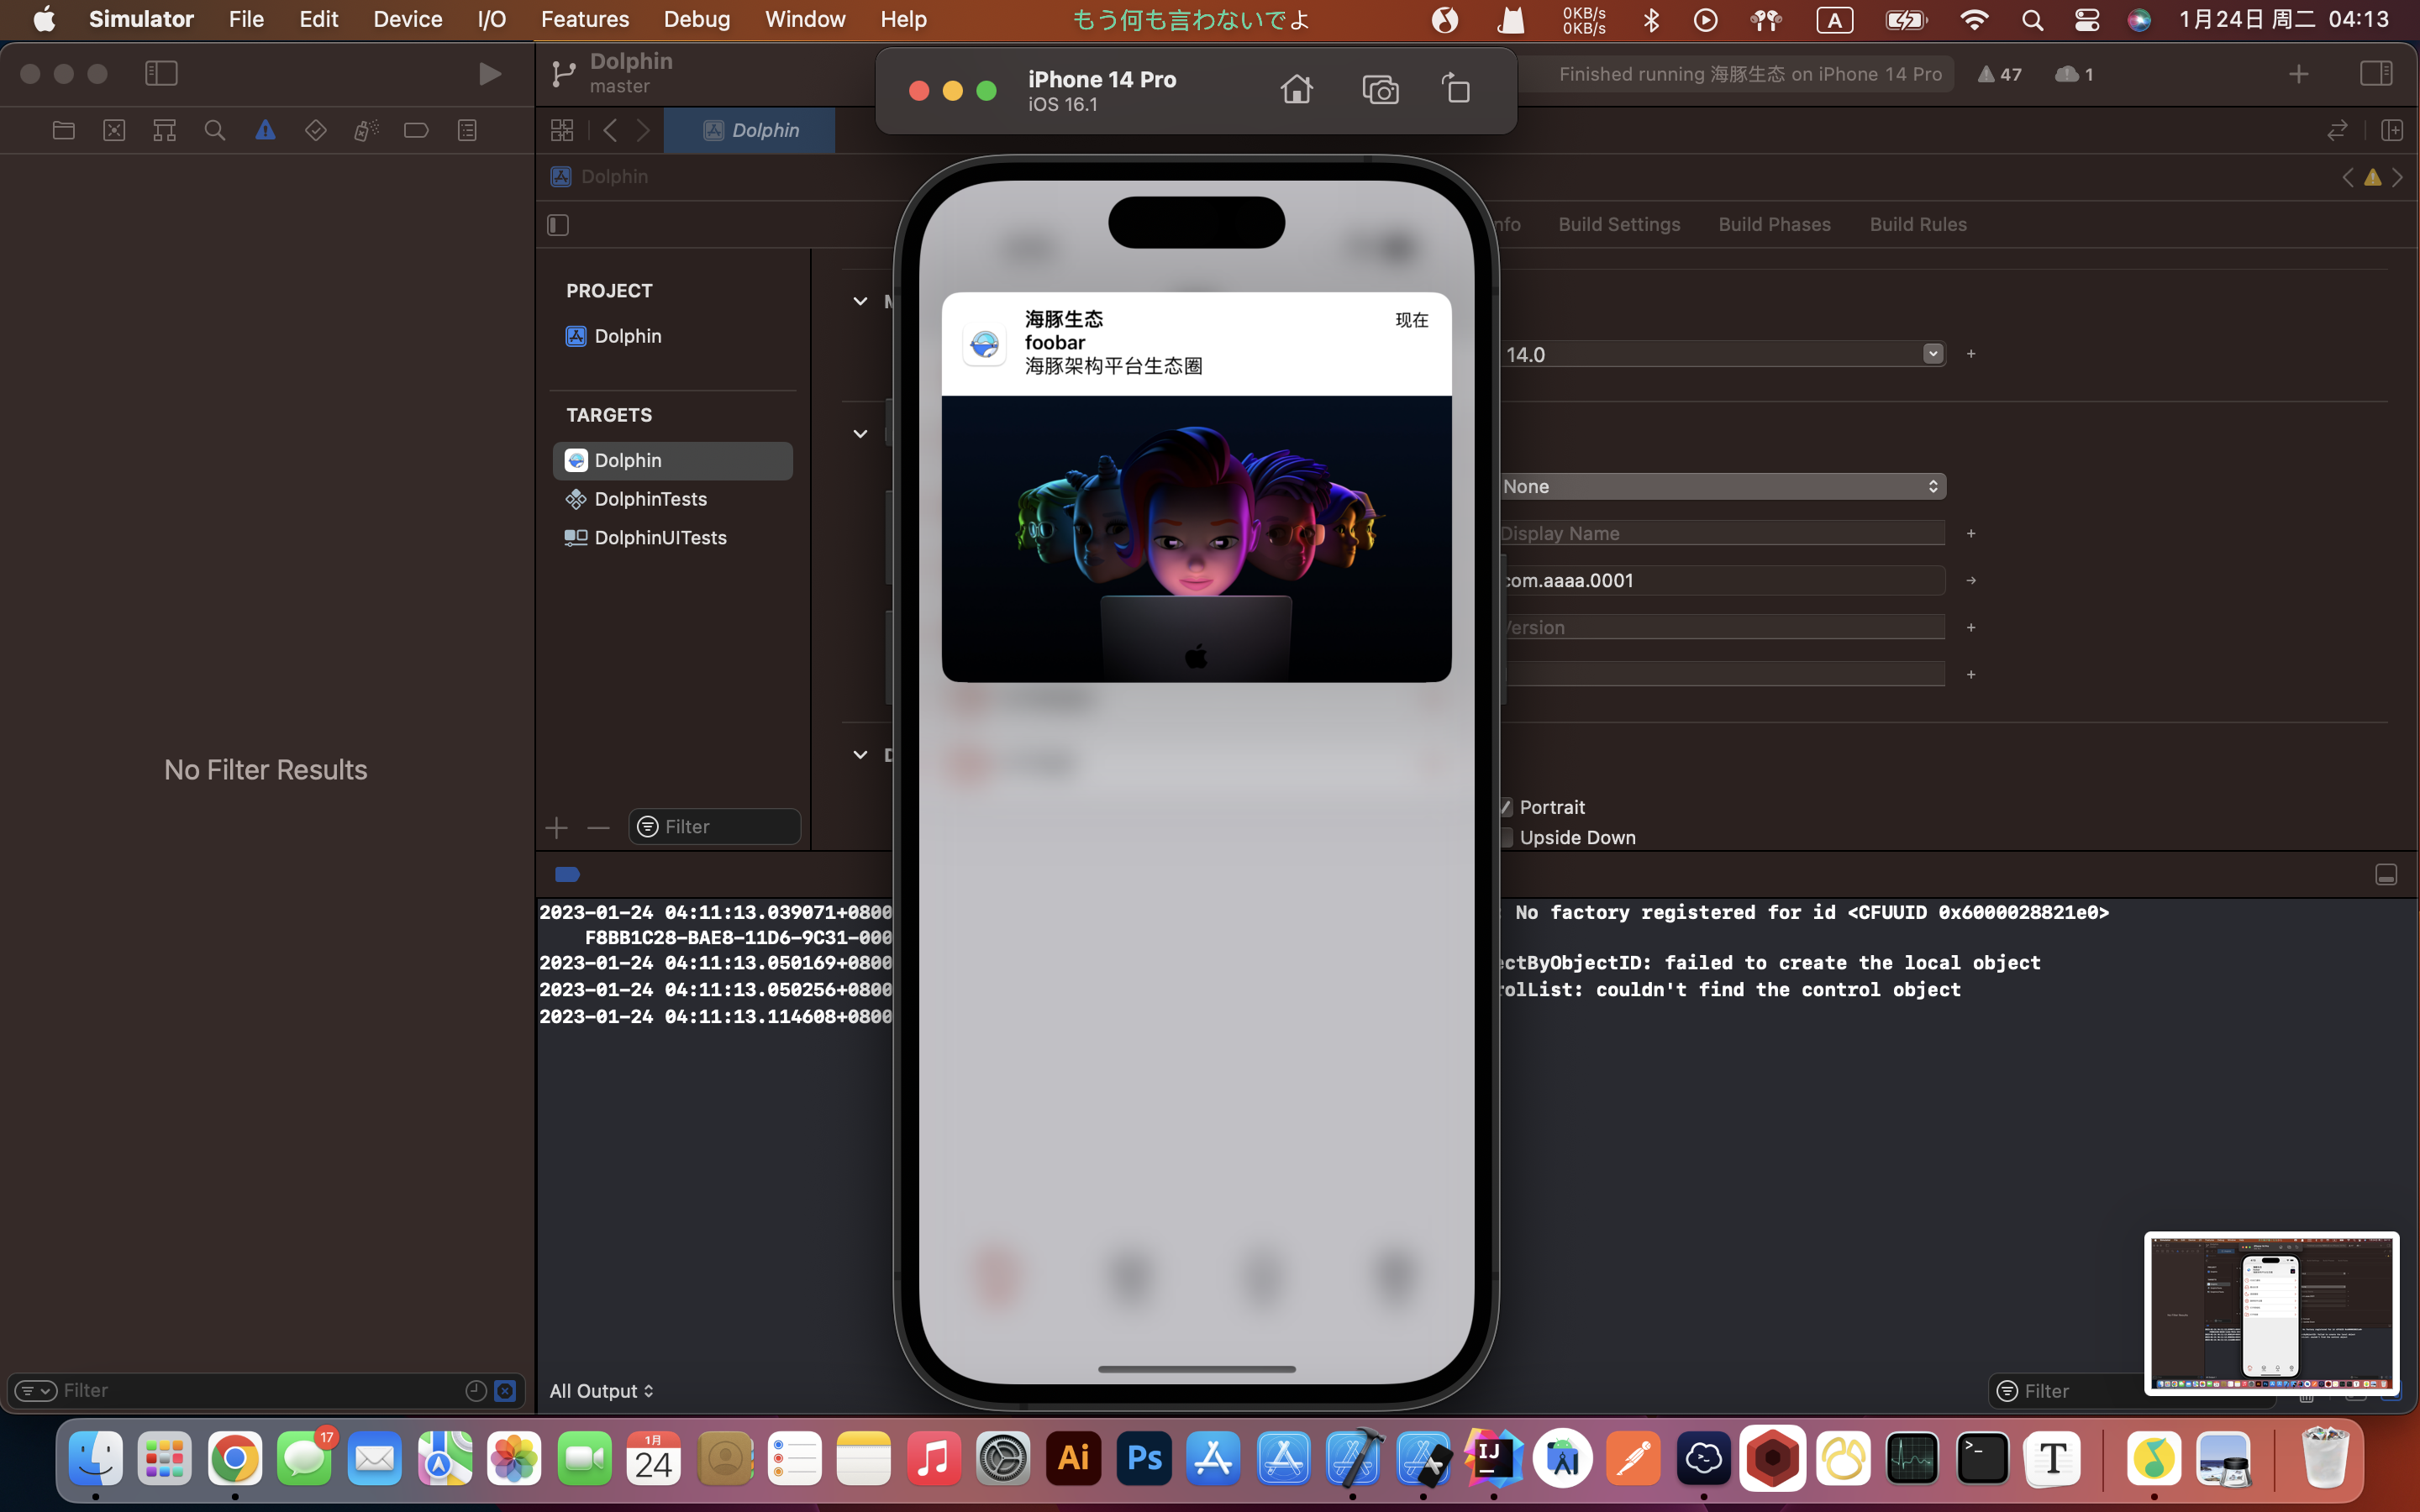 Simulator File Edit Device I/O Features Debug Window Help
もう何も言わないでよ
0KB/s
0KB/s
A
1月24日 周二 04:13
Dolphin
master
iPhone 14 Pro
iOS 16.1
Finished running 海豚生态 on iPhone 14 Pro
47
1
Dolphin
Dolphin
Build Settings Build Phases Build Rules
PROJECT
Dolphin
TARGETS
Dolphin
DolphinTests
DolphinUITests
Filter
海豚生态
现在
foobar
海豚架构平台生态圈
14.0
None
Display Name
com.aaaa.0001
Version
Portrait
Upside Down
No Filter Results
2023-01-24 04:11:13.039071+0800
: No factory registered for id <CFUUID 0x6000028821e0>
F8BB1C28-BAE8-11D6-9C31-000
2023-01-24 04:11:13.050169+0800
ectByObjectID: failed to create the local object
2023-01-24 04:11:13.050256+0800
rolList: couldn't find the control object
2023-01-24 04:11:13.114608+0800
Filter
All Output
Filter
17
1月
24
Ai
Ps
IJ
>_
T